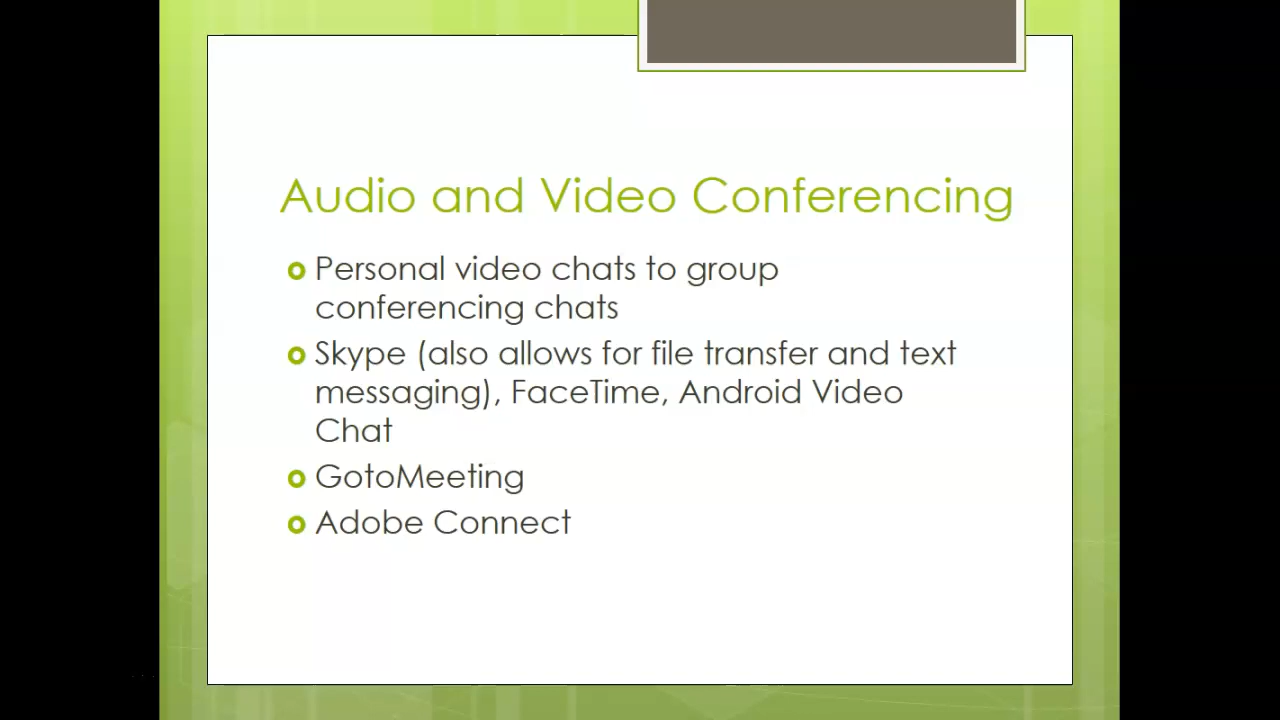 Audio and Video Conferencing
Personal video chats to group
conferencing chats
Skype (also allows for file transfer and text
messaging), FaceTime, Android Video
Chat
GotoMeeting
Adobe Connect